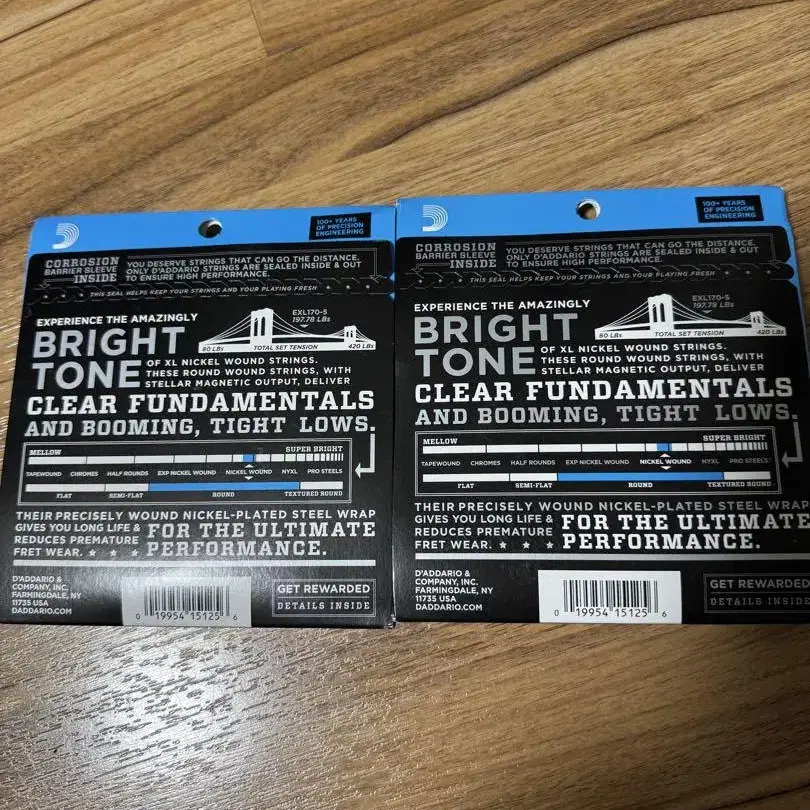 100+ YEARS
OF PRECISION
ENGINEERING
CORROSION
BARRIER SLEEVE
INSIDE
YOU DESERVE STRINGS THAT CAN GO THE DISTANCE.
ONLY D'ADDARIO STRINGS ARE SEALED INSIDE & OUT
TO ENSURE HIGH PERFORMANCE.
THIS SEAL HELPS KEEP YOUR STRINGS AND YOUR PLAYING FRESH
EXPERIENCE THE AMAZINGLY
BRIGHT
TONE
EXL170-5
197.78 LBs
80 LBs
TOTAL SET TENSION
420 LBs
OF XL NICKEL WOUND STRINGS.
THESE ROUND WOUND STRINGS, WITH
STELLAR MAGNETIC OUTPUT, DELIVER
CLEAR FUNDAMENTALS
AND BOOMING, TIGHT LOWS.
MELLOW
SUPER BRIGHT
TAPEWOUND CHROMES HALF ROUNDS EXP NICKEL WOUND NICKEL WOUND NYXL PRO STEELS
FLAT SEMI-FLAT ROUND TEXTURED ROUND
THEIR PRECISELY WOUND NICKEL-PLATED STEEL WRAP
GIVES YOU LONG LIFE &
REDUCES PREMATURE
FRET WEAR. ★ ★ ★
FOR THE ULTIMATE
PERFORMANCE.
D'ADDARIO &
COMPANY, INC.
FARMINGDALE, NY
11735 USA
DADDARIO.COM
0 19954 15125 6
GET REWARDED
DETAILS INSIDE
100+ YEARS
OF PRECISION
ENGINEERING
CORROSION
BARRIER SLEEVE
INSIDE
YOU DESERVE STRINGS THAT CAN GO THE DISTANCE.
ONLY D'ADDARIO STRINGS ARE SEALED INSIDE & OUT
TO ENSURE HIGH PERFORMANCE.
THIS SEAL HELPS KEEP YOUR STRINGS AND YOUR PLAYING FRESH
EXPERIENCE THE AMAZINGLY
BRIGHT
TONE
EXL170-5
197.78 LBs
80 LBs
TOTAL SET TENSION
420 LBs
OF XL NICKEL WOUND STRINGS.
THESE ROUND WOUND STRINGS, WITH
STELLAR MAGNETIC OUTPUT, DELIVER
CLEAR FUNDAMENTALS
AND BOOMING, TIGHT LOWS.
MELLOW
SUPER BRIGHT
TAPEWOUND CHROMES HALF ROUNDS EXP NICKEL WOUND NICKEL WOUND NYXL PRO STEELS
FLAT SEMI-FLAT ROUND TEXTURED ROUND
THEIR PRECISELY WOUND NICKEL-PLATED STEEL WRAP
GIVES YOU LONG LIFE &
REDUCES PREMATURE
FRET WEAR. ★ ★ ★
FOR THE ULTIMATE
PERFORMANCE.
D'ADDARIO &
COMPANY, INC.
FARMINGDALE, NY
11735 USA
DADDARIO.COM
0 19954 15125 6
GET REWARDED
DETAILS INSIDE